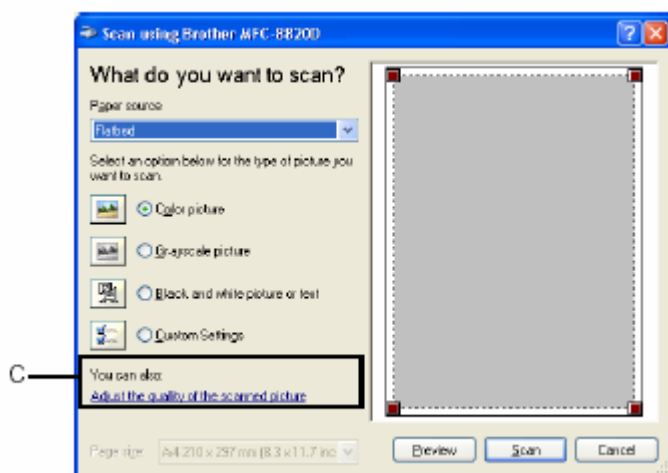 Scan using Brother MFC-8820D
What do you want to scan?
Paper source
Flatbed
Select an option below for the type of picture you
want to scan.
Color picture
Grayscale picture
Black and white picture or text
Custom Settings
C
You can also:
Adjust the quality of the scanned picture
Page size: A4 210 x 297 mm (8.3 x 11.7 inc
Preview
Scan
Cancel